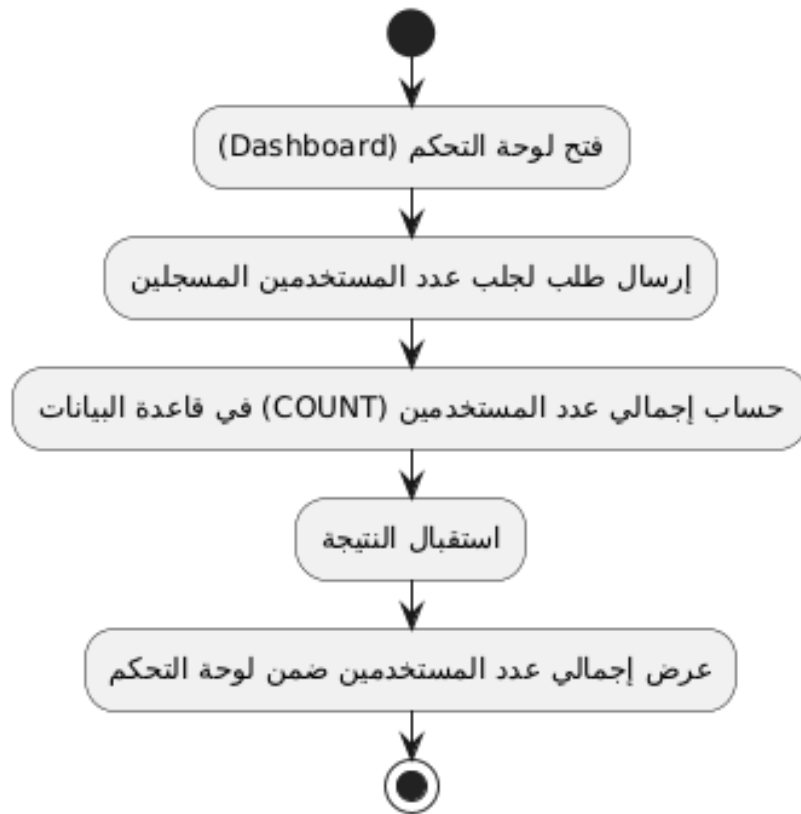 فتح لوحة التحكم (Dashboard)
إرسال طلب لجلب عدد المستخدمين المسجلين
حساب إجمالي عدد المستخدمين (COUNT) في قاعدة البيانات
استقبال النتيجة
عرض إجمالي عدد المستخدمين ضمن لوحة التحكم